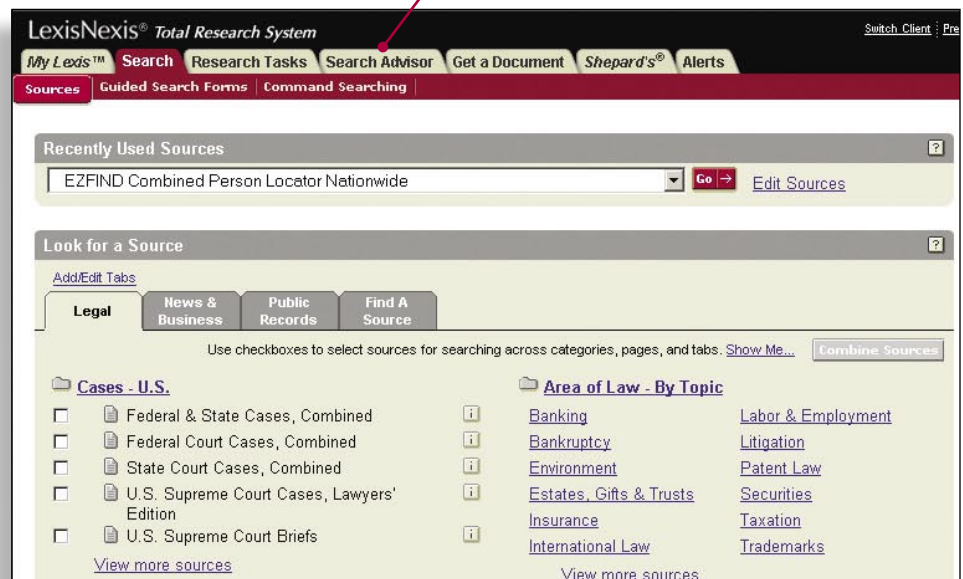 LexisNexis® Total Research System
Switch Client Pre
My Lexis™ Search Research Tasks Search Advisor Get a Document Shepard's® Alerts
Sources Guided Search Forms Command Searching
Recently Used Sources ?
EZFIND Combined Person Locator Nationwide Go → Edit Sources
Look for a Source ?
Add/Edit Tabs
Legal
News & Business
Public Records
Find A Source
Use checkboxes to select sources for searching across categories, pages, and tabs. Show Me... Combine Sources
Cases - U.S.
Federal & State Cases, Combined i
Federal Court Cases, Combined i
State Court Cases, Combined i
U.S. Supreme Court Cases, Lawyers' i
Edition
U.S. Supreme Court Briefs i
View more sources
Area of Law - By Topic
Banking
Bankruptcy
Environment
Estates, Gifts & Trusts
Insurance
International Law
Labor & Employment
Litigation
Patent Law
Securities
Taxation
Trademarks
View more sources